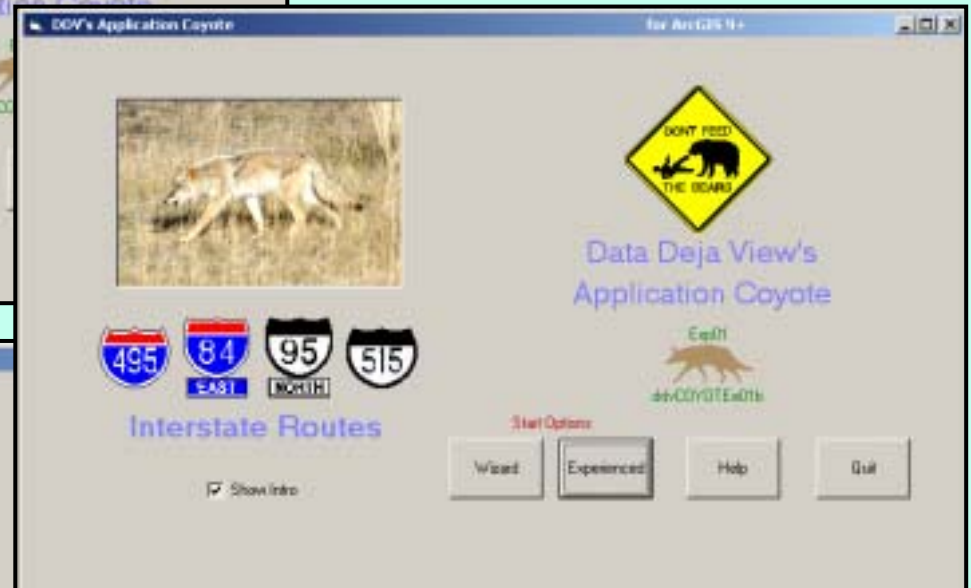 DDV's Application Coyote for ArcGIS 9+
DONT FEED
THE BEARS
Data Deja View's
Application Coyote
495
84
95
515
EAST
NORTH
Interstate Routes
Start Options
Wizard
Experienced
Help
Quit
Show Intro